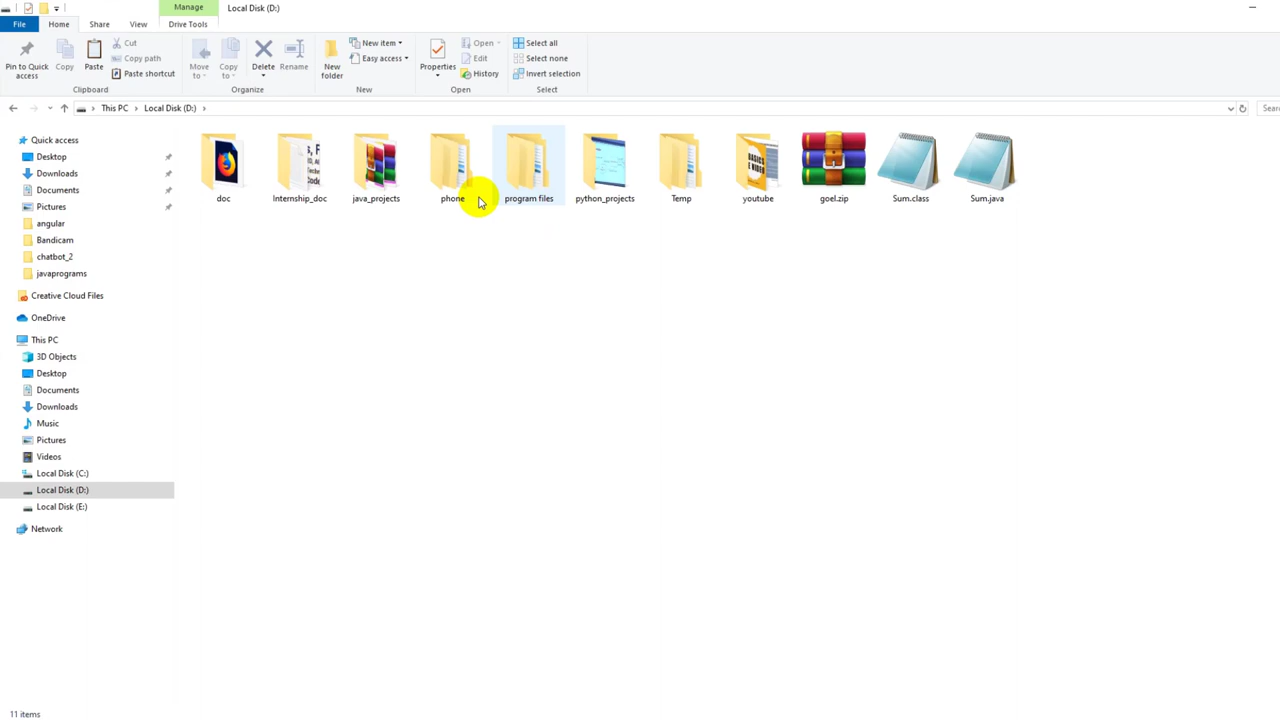 Manage
Local Disk (D:)
File
Home
Share
View
Drive Tools
Pin to Quick access
Copy
Paste
Cut
Copy path
Paste shortcut
Clipboard
Move to
Copy to
Delete
Rename
Organize
New folder
New item
Easy access
New
Properties
Open
Edit
History
Open
Select all
Select none
Invert selection
Select
This PC
Local Disk (D:)
Sear
Quick access
Desktop
Downloads
Documents
Pictures
angular
Bandicam
chatbot_2
javaprograms
Creative Cloud Files
OneDrive
This PC
3D Objects
Desktop
Documents
Downloads
Music
Pictures
Videos
Local Disk (C:)
Local Disk (D:)
Local Disk (E:)
Network
BASICS
E VIDEO
doc
Internship_doc
java_projects
phone
program files
python_projects
Temp
youtube
goel.zip
Sum.class
Sum.java
11 items